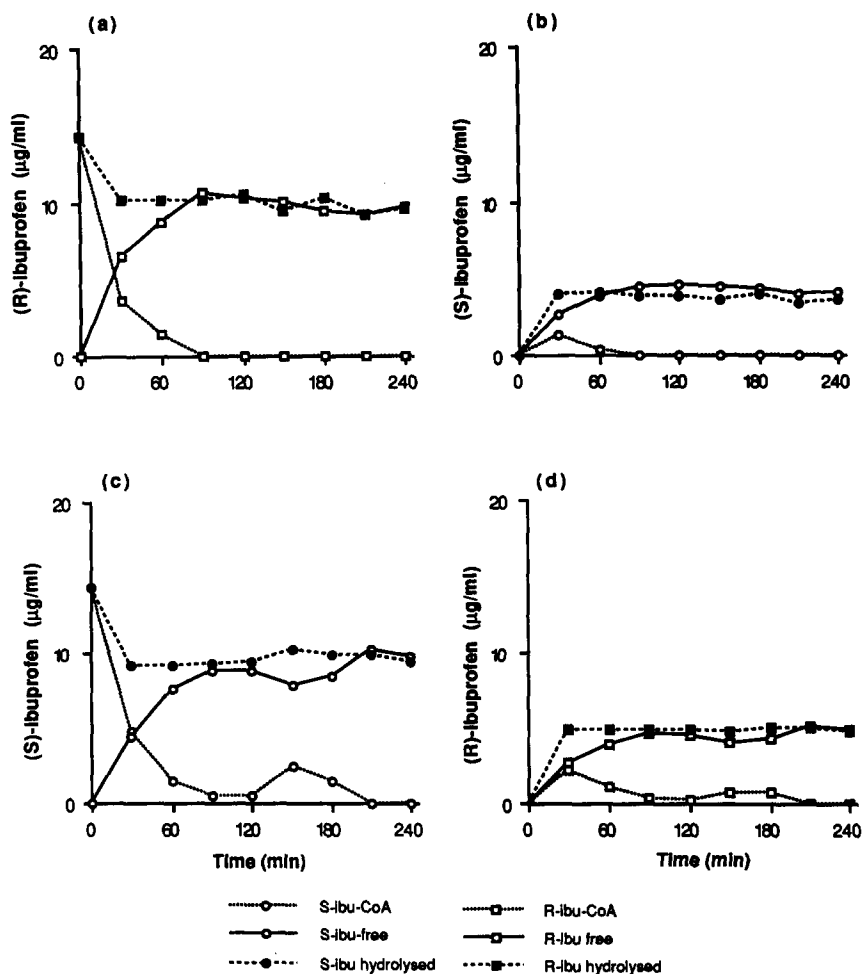 (a)
(b)
20
10
0
(R)-Ibuprofen (µg/ml)
0 60 120 180 240
20
10
0
(S)-Ibuprofen (µg/ml)
0 60 120 180 240
(c)
(d)
20
10
0
(S)-Ibuprofen (µg/ml)
0 60 120 180 240
Time (min)
20
10
0
(R)-Ibuprofen (µg/ml)
0 60 120 180 240
Time (min)
S-ibu-CoA
R-ibu-CoA
S-ibu-free
R-ibu free
S-ibu hydrolysed
R-ibu hydrolysed